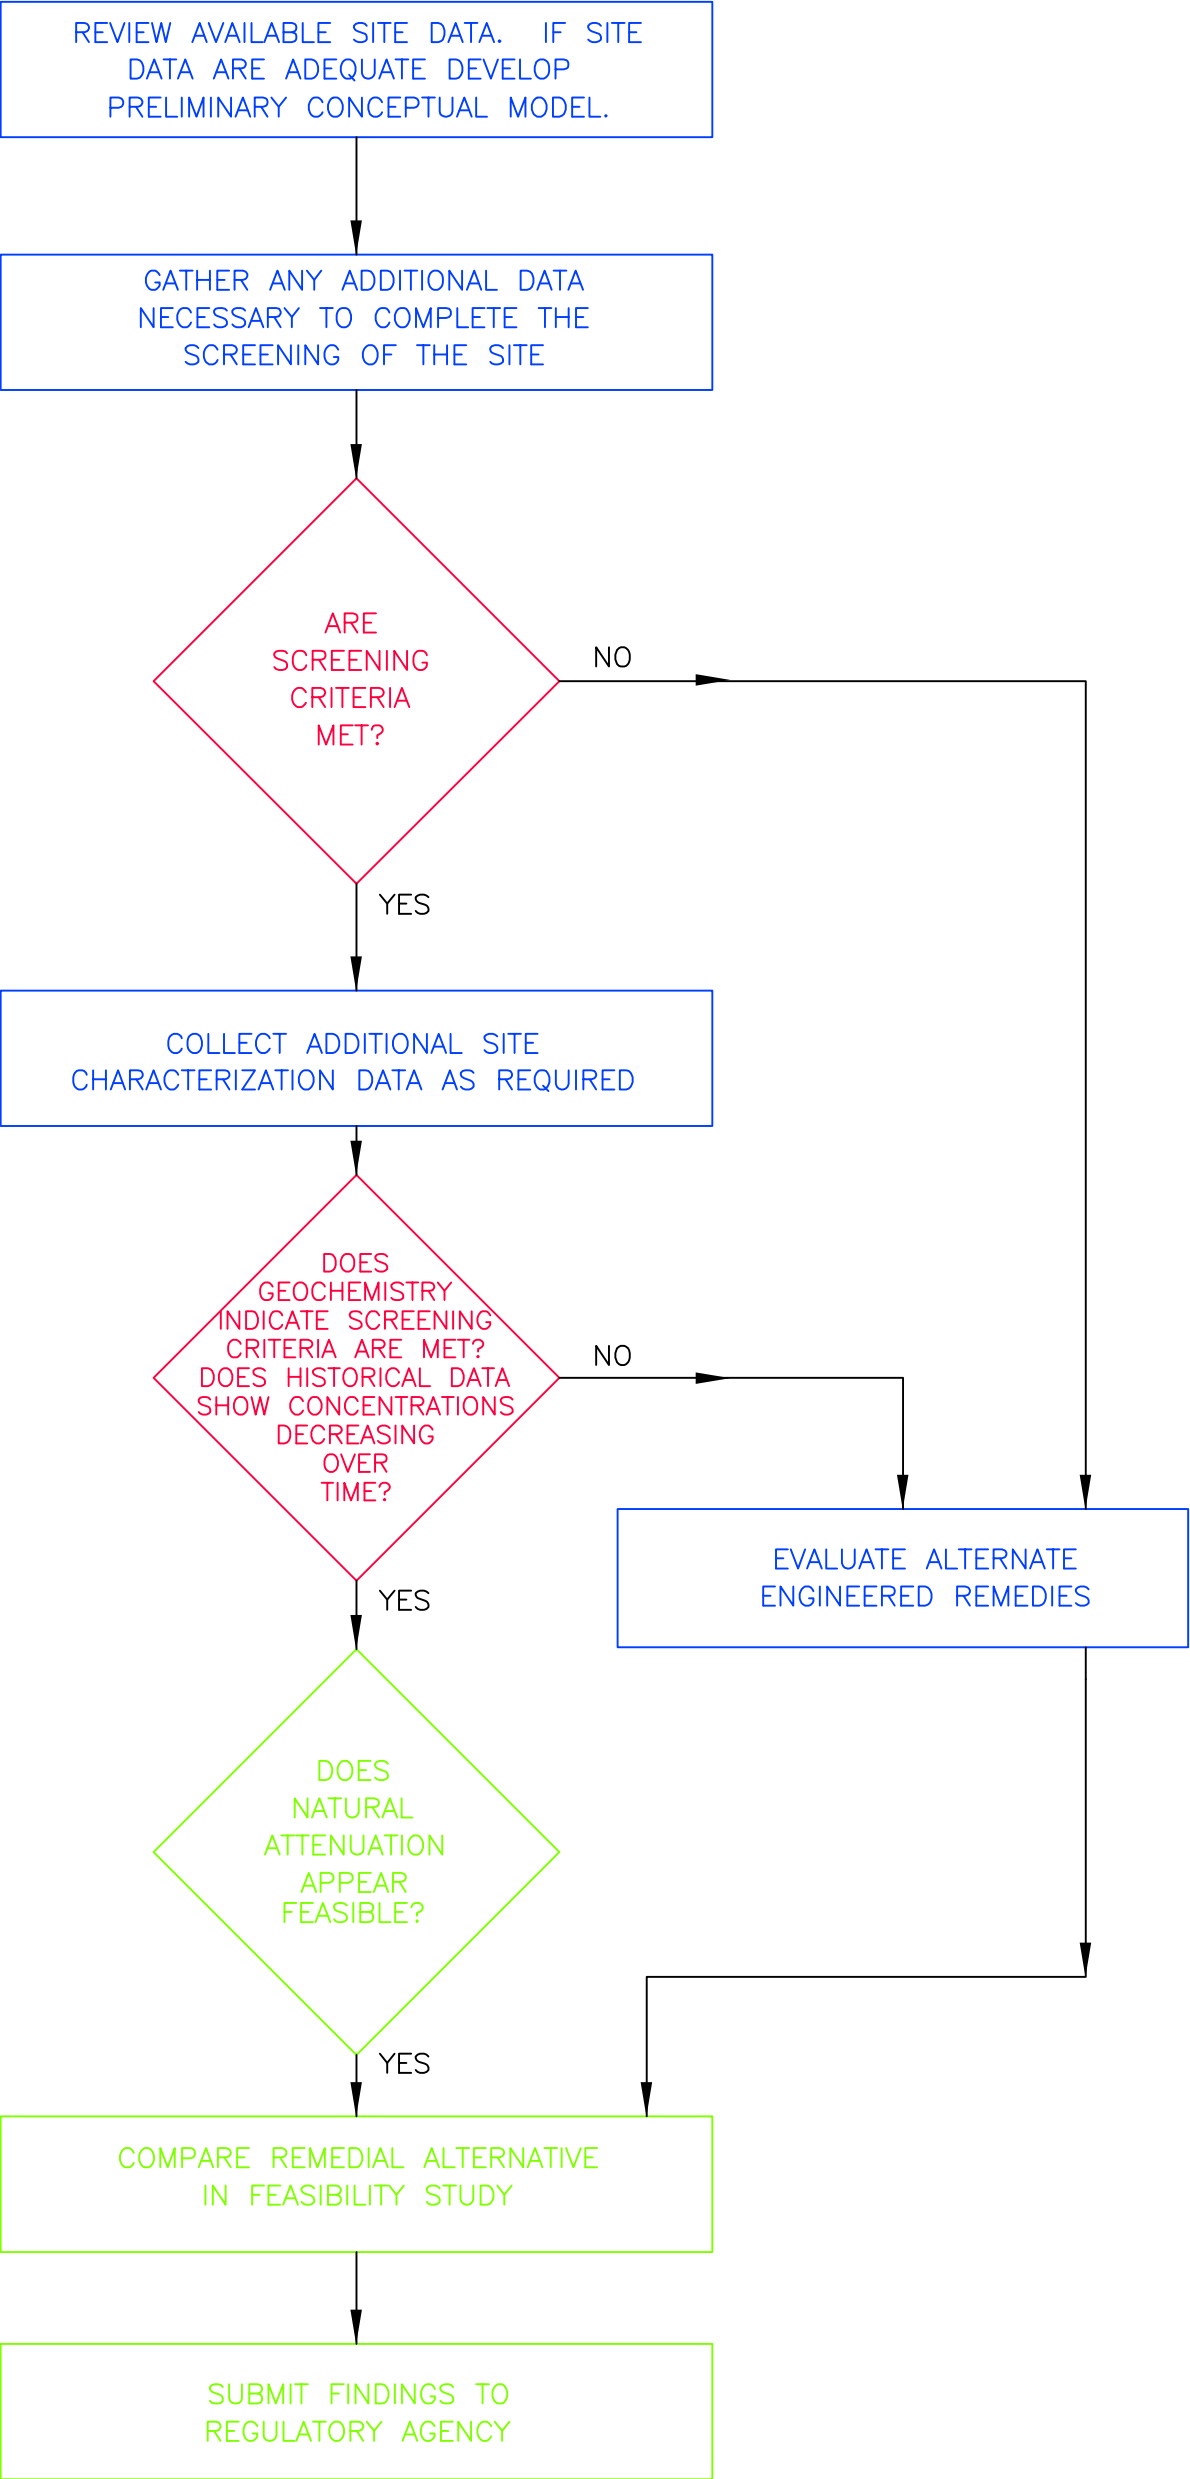 REVIEW AVAILABLE SITE DATA. IF SITE
DATA ARE ADEQUATE DEVELOP
PRELIMINARY CONCEPTUAL MODEL.
GATHER ANY ADDITIONAL DATA
NECESSARY TO COMPLETE THE
SCREENING OF THE SITE
ARE
SCREENING
CRITERIA
MET?
NO
YES
COLLECT ADDITIONAL SITE
CHARACTERIZATION DATA AS REQUIRED
DOES
GEOCHEMISTRY
INDICATE SCREENING
CRITERIA ARE MET?
DOES HISTORICAL DATA
SHOW CONCENTRATIONS
DECREASING
OVER
TIME?
NO
EVALUATE ALTERNATE
ENGINEERED REMEDIES
YES
DOES
NATURAL
ATTENUATION
APPEAR
FEASIBLE?
YES
COMPARE REMEDIAL ALTERNATIVE
IN FEASIBILITY STUDY
SUBMIT FINDINGS TO
REGULATORY AGENCY